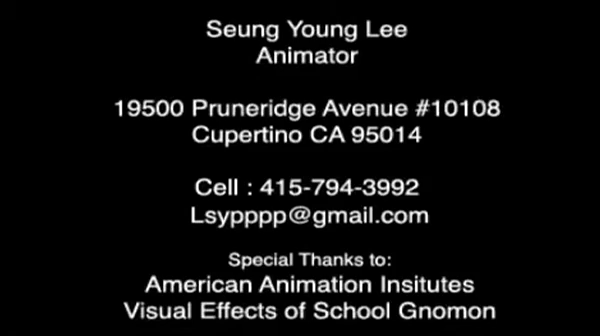 Seung Young Lee
Animator
19500 Pruneridge Avenue #10108
Cupertino CA 95014
Cell : 415-794-3992
Lsypppp@gmail.com
Special Thanks to:
American Animation Insitutes
Visual Effects of School Gnomon